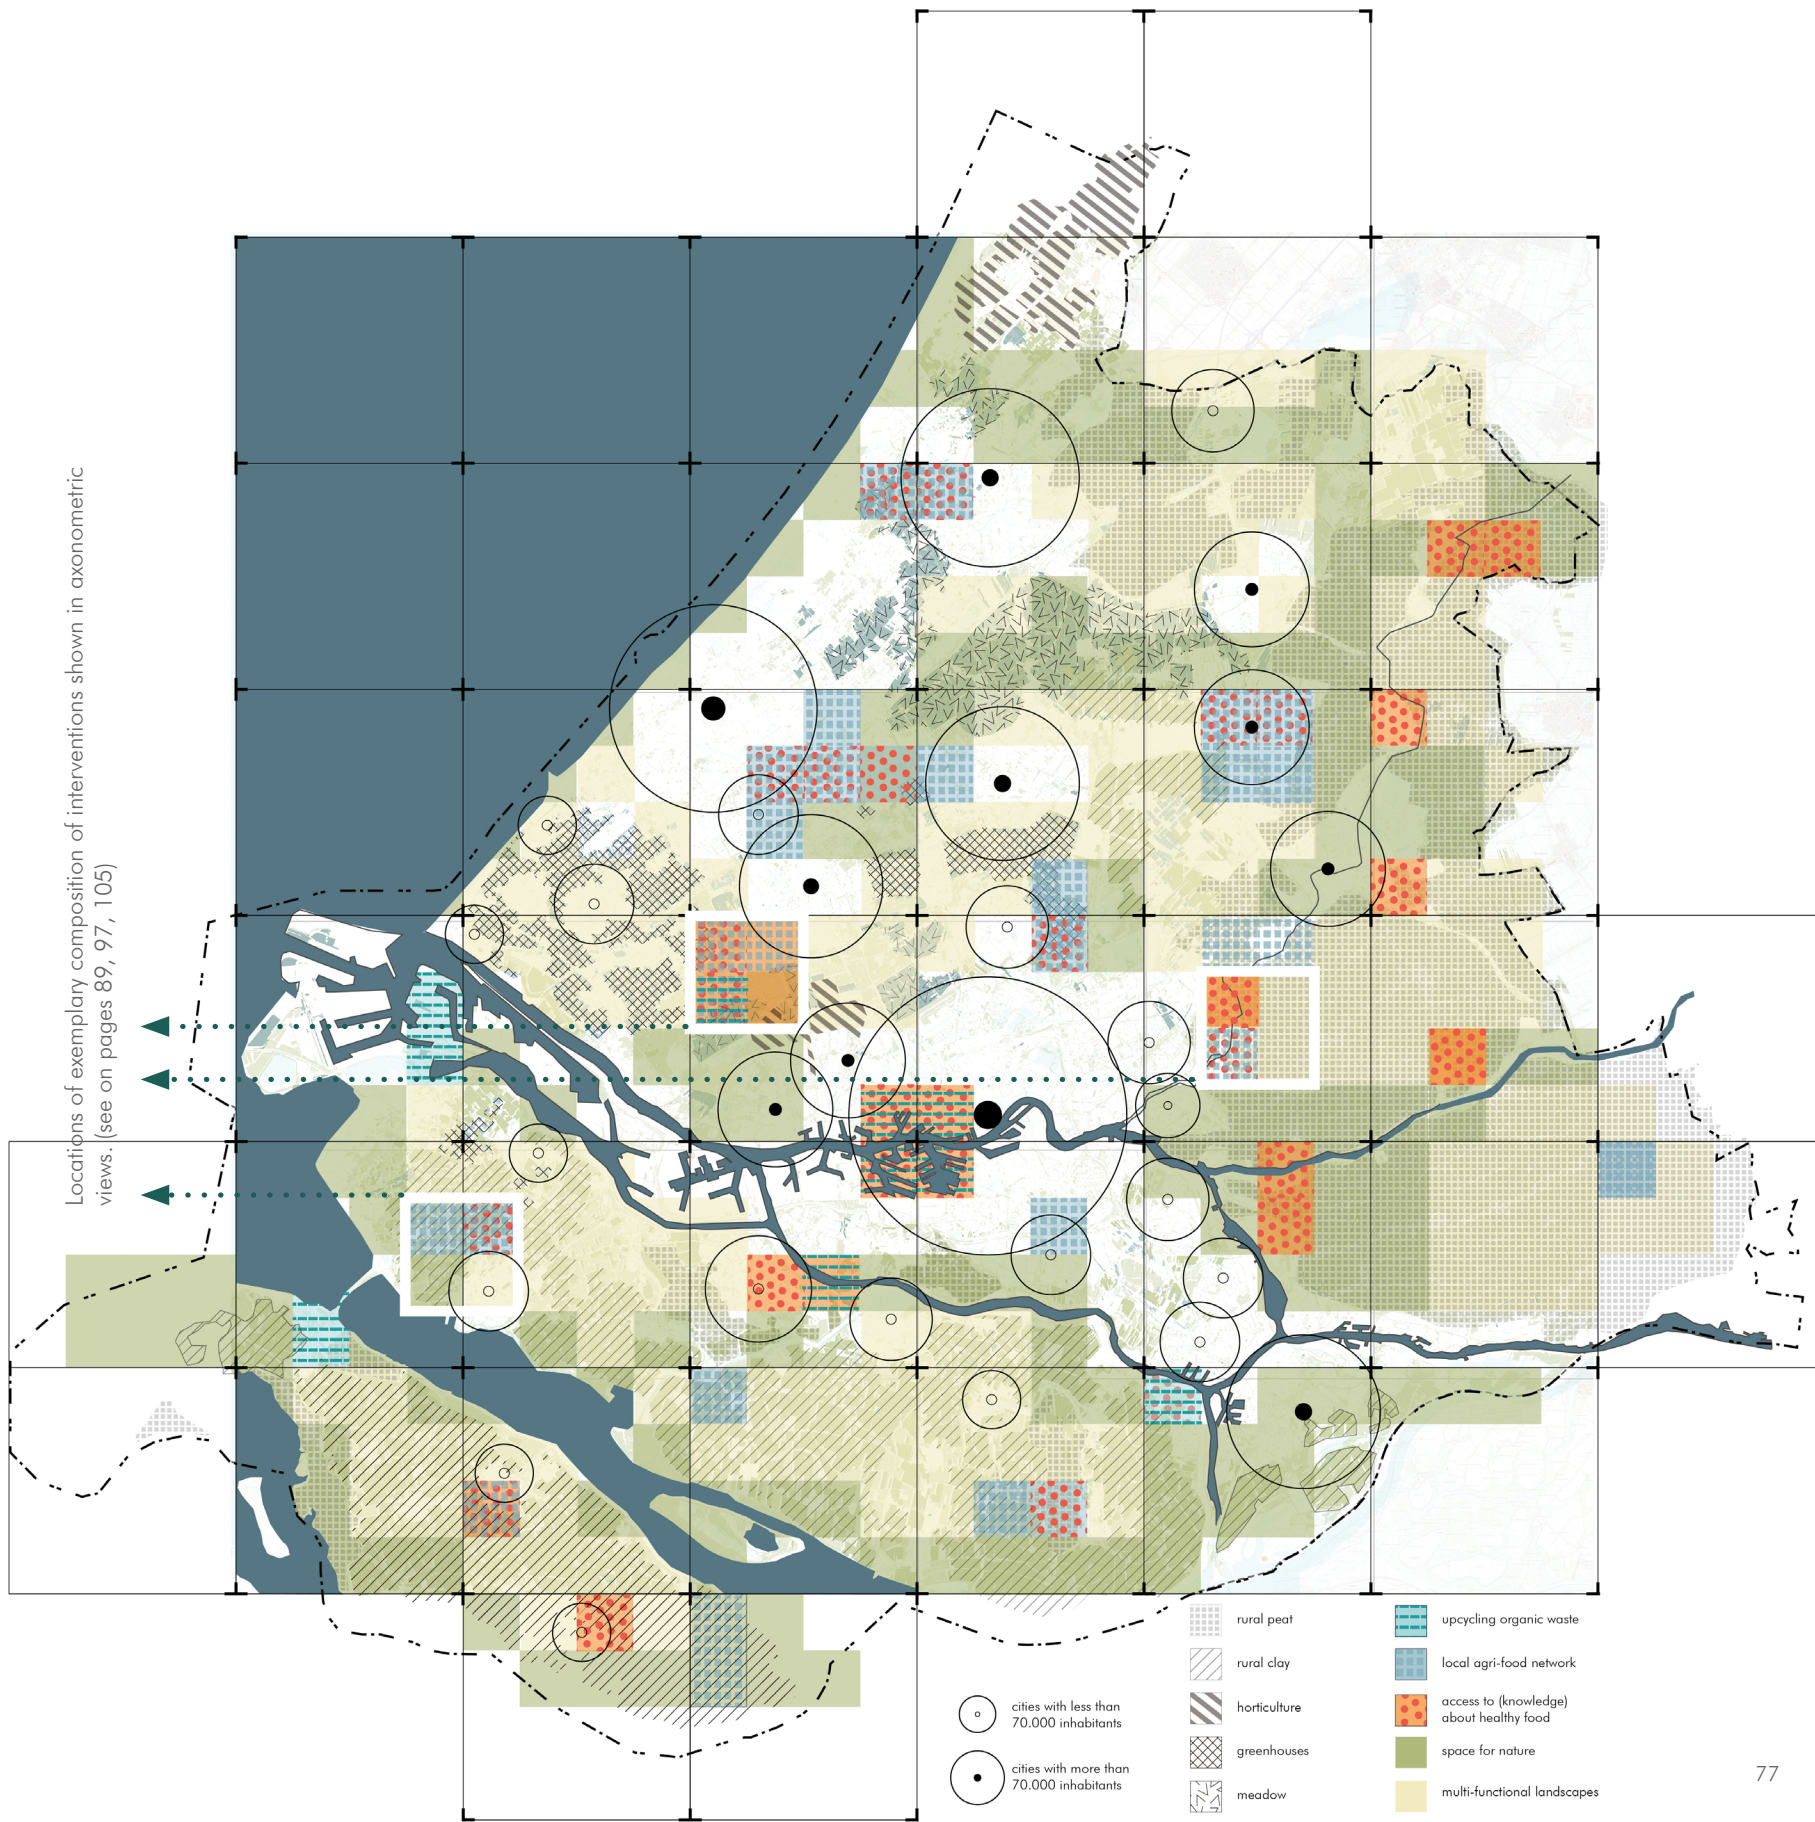 Locations of exemplary composition of interventions shown in axonometric
views. (see on pages 89, 97, 105)
cities with less than
70.000 inhabitants
cities with more than
70.000 inhabitants
rural peat
rural clay
horticulture
greenhouses
meadow
upcycling organic waste
local agri-food network
access to (knowledge)
about healthy food
space for nature
multi-functional landscapes
77